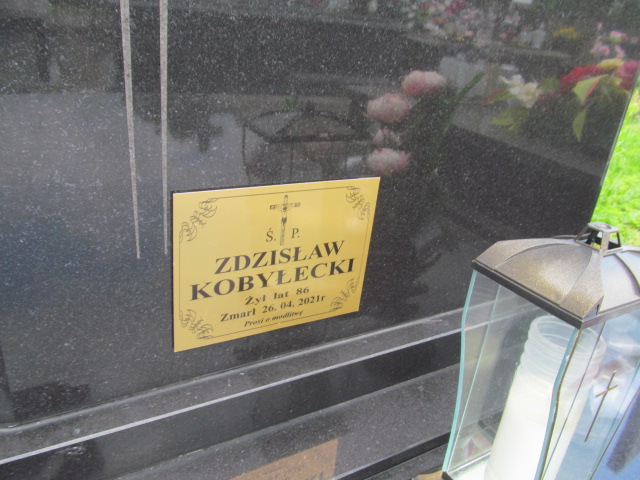 Ś. P.
ZDZISŁAW
KOBYŁECKI
Żył lat 86
Zmarł 26. 04. 2021r
Prosi o modlitwę